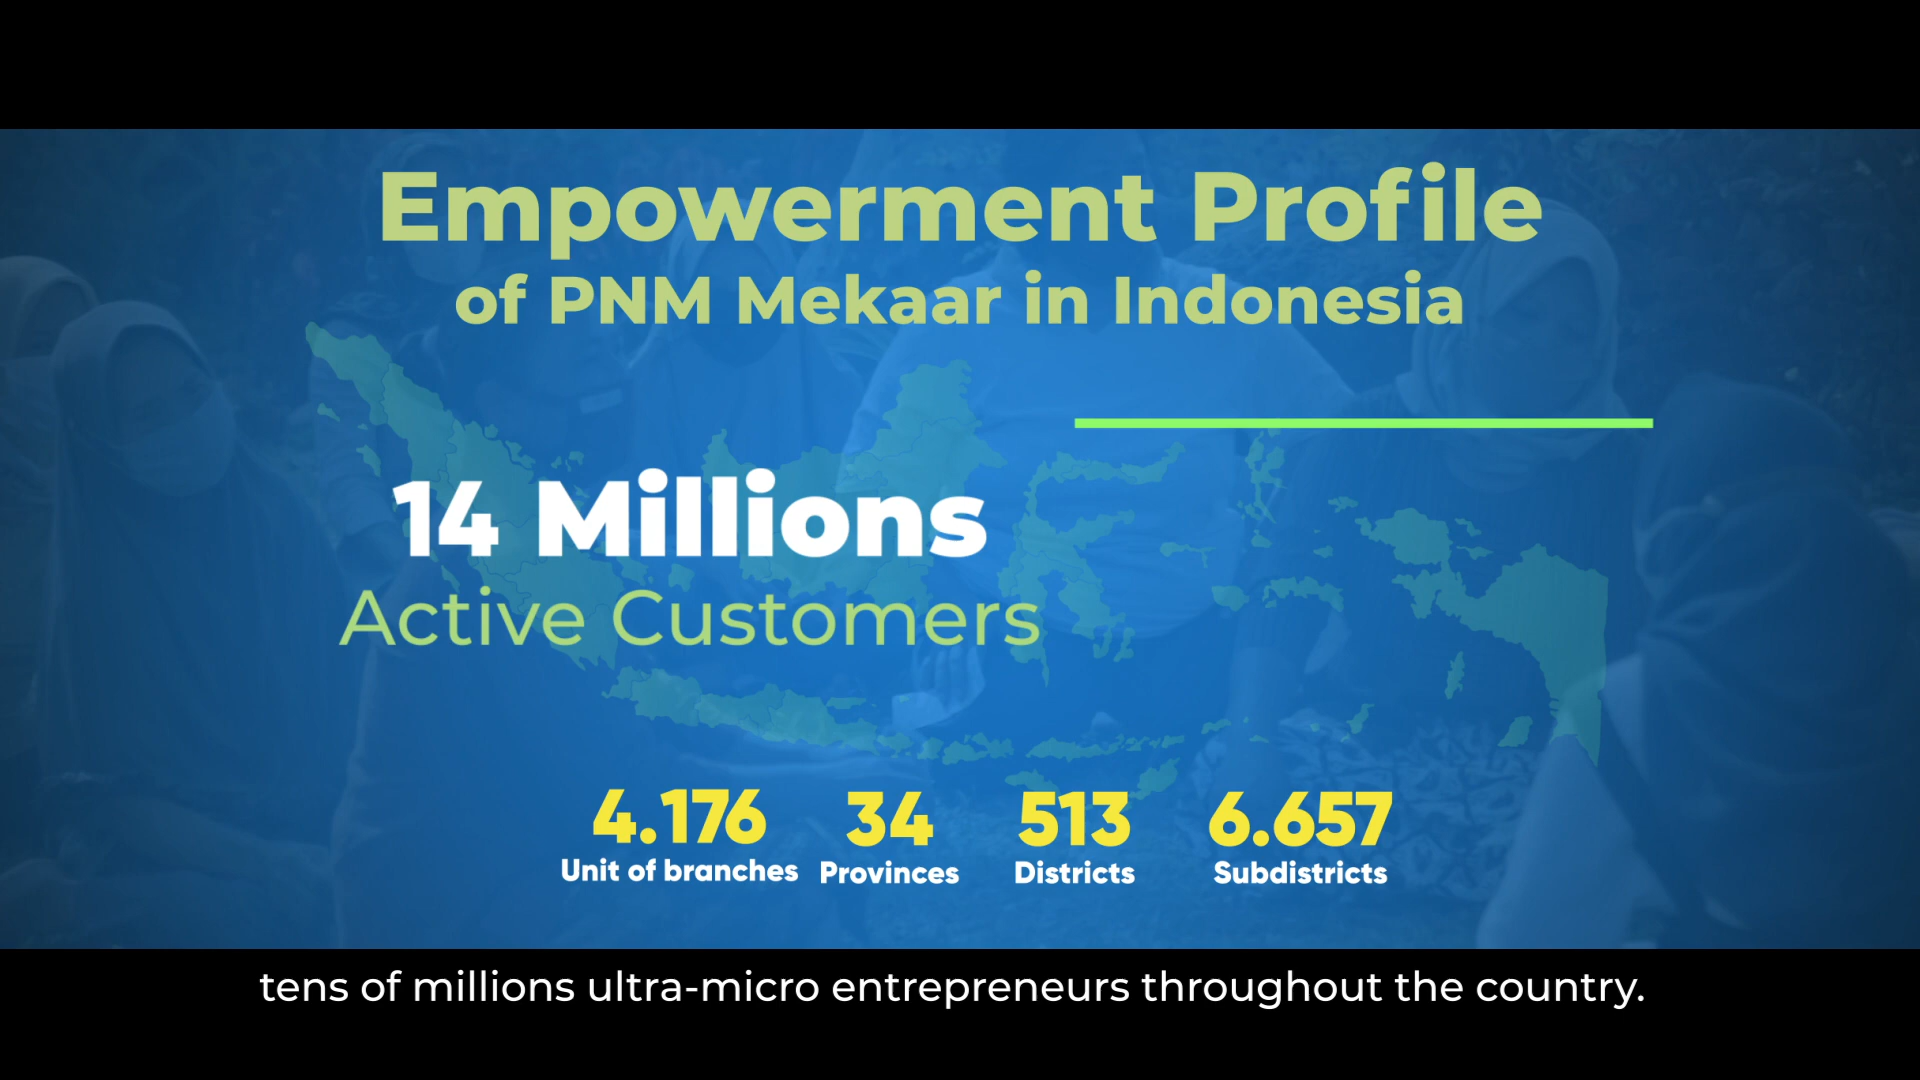 Empowerment Profile
of PNM Mekaar in Indonesia
14 Millions
Active Customers
4.176
Unit of branches
34
Provinces
513
Districts
6.657
Subdistricts
tens of millions ultra-micro entrepreneurs throughout the country.